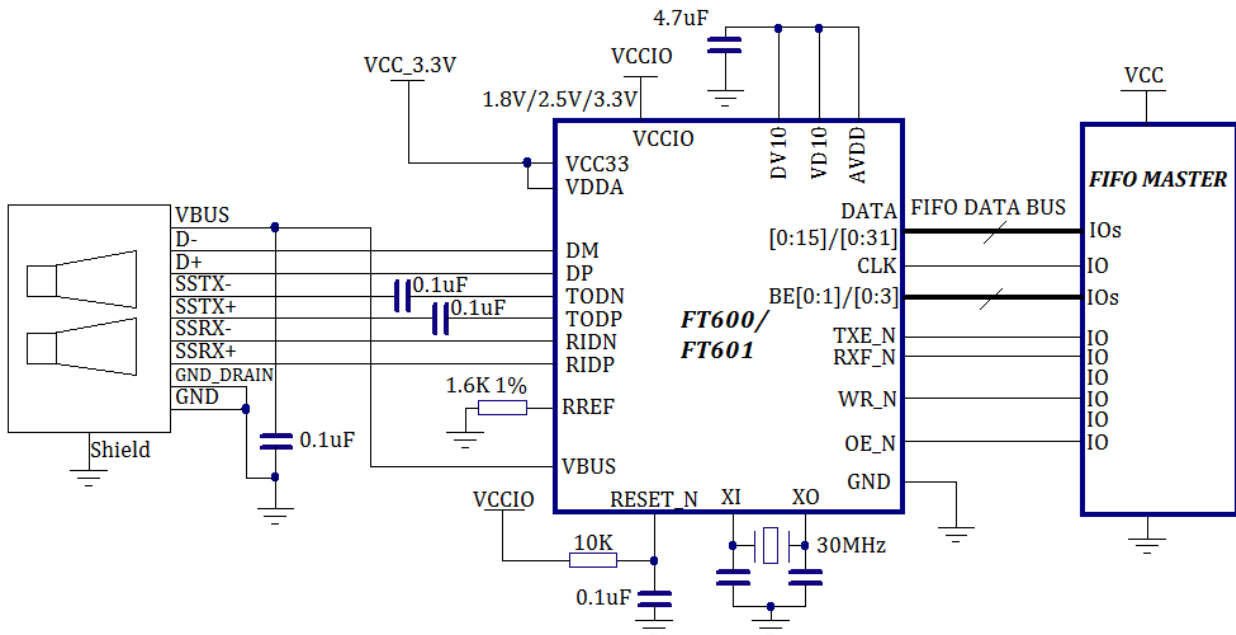 4.7uF
VCCIO
VCC_3.3V
VCC
1.8V/2.5V/3.3V
VCCIO
DV10
VD10
AVDD
VCC33
VDDA
FIFO MASTER
VBUS
DATA
FIFO DATA BUS
[0:15]/[0:31]
IOs
D-
DM
D+
DP
CLK
IO
SSTX-
0.1uF
TODN
BE[0:1]/[0:3]
IOs
SSTX+
0.1uF
TODP
FT600/
FT601
SSRX-
RIDN
TXE_N
IO
SSRX+
RIDP
RXF_N
IO
GND_DRAIN
IO
GND
1.6K 1%
RREF
WR_N
IO
IO
Shield
0.1uF
OE_N
IO
VBUS
GND
VCCIO
RESET_N
XI
XO
10K
30MHz
0.1uF